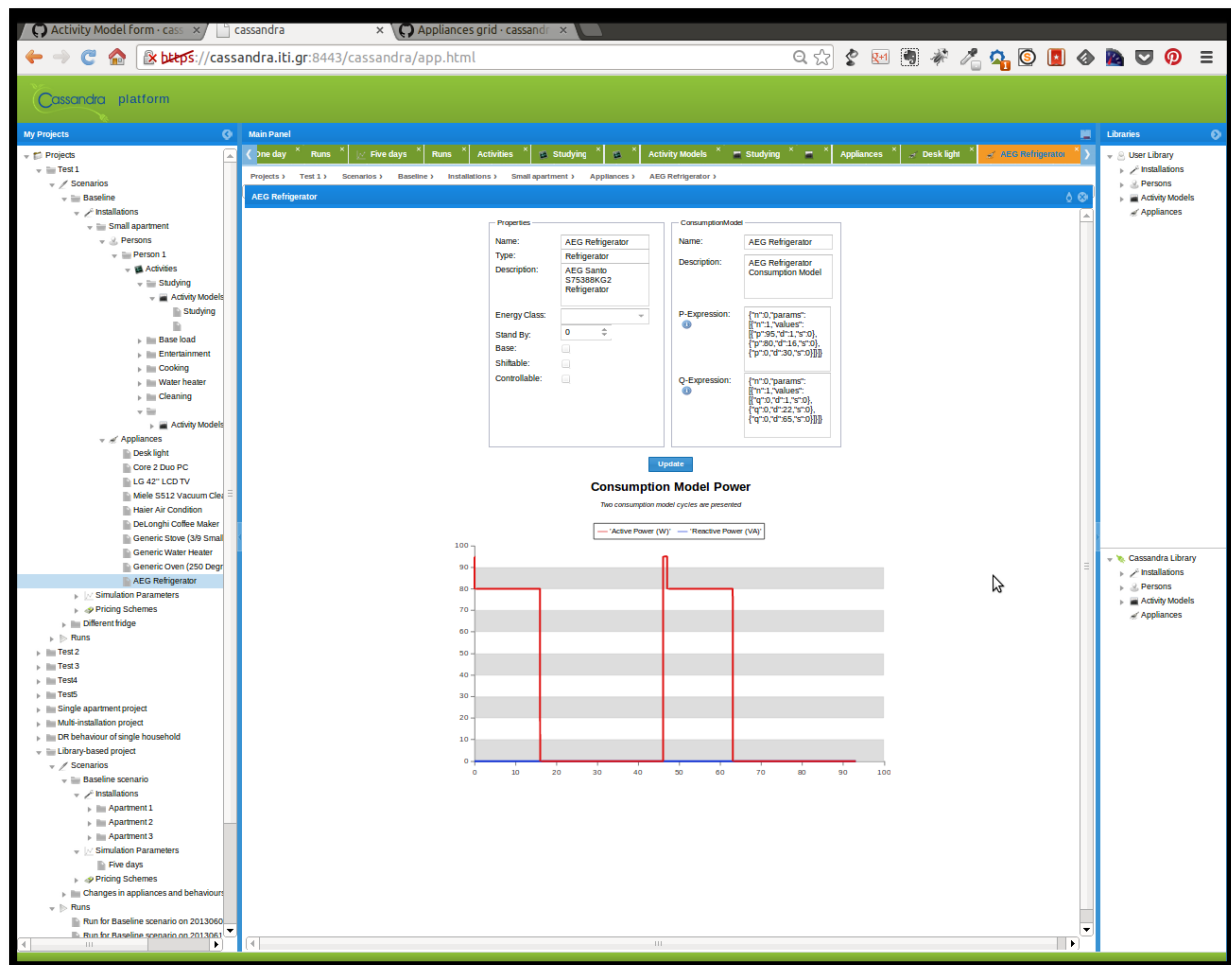 Activity Model form · cass
cassandra
Appliances grid · cassand
https://cassandra.iti.gr:8443/cassandra/app.html
Cassandra platform
My Projects
Projects
Test 1
Scenarios
Baseline
Installations
Small apartment
Persons
Person 1
Activities
Studying
Activity Models
Studying
Base load
Entertainment
Cooking
Water heater
Cleaning
Activity Models
Appliances
Desk light
Core 2 Duo PC
LG 42" LCD TV
Miele S512 Vacuum Clea
Haier Air Condition
DeLonghi Coffee Maker
Generic Stove (3/9 Small
Generic Water Heater
Generic Oven (250 Degr
AEG Refrigerator
Simulation Parameters
Pricing Schemes
Different fridge
Runs
Test 2
Test 3
Test4
Test5
Single apartment project
Multi-installation project
DR behaviour of single household
Library-based project
Scenarios
Baseline scenario
Installations
Apartment 1
Apartment 2
Apartment 3
Simulation Parameters
Five days
Pricing Schemes
Changes in appliances and behaviours
Runs
Run for Baseline scenario on 2013060
Run for Baseline scenario on 201306
Main Panel
One day Runs Five days Runs Activities Studying Activity Models Studying Appliances Desk light AEG Refrigerator
Projects › Test 1 › Scenarios › Baseline › Installations › Small apartment › Appliances › AEG Refrigerator ›
AEG Refrigerator
Properties
Name: AEG Refrigerator
Type: Refrigerator
Description: AEG Santo
S75388KG2
Refrigerator
Energy Class:
Stand By: 0
Base:
Shiftable:
Controllable:
ConsumptionModel
Name: AEG Refrigerator
Description: AEG Refrigerator
Consumption Model
P-Expression: {"n":0,"params":
[{"n":1,"values":
[{"p":95,"d":1,"s":0},
{"p":80,"d":16,"s":0},
{"p":0,"d":30,"s":0}]}]}
Q-Expression: {"n":0,"params":
[{"n":1,"values":
[{"q":0,"d":1,"s":0},
{"q":0,"d":22,"s":0},
{"q":0,"d":65,"s":0}]}]}
Update
Consumption Model Power
Two consumption model cycles are presented
'Active Power (W)' 'Reactive Power (VA)'
100
90
80
70
60
50
40
30
20
10
0
0 10 20 30 40 50 60 70 80 90 100
Libraries
User Library
Installations
Persons
Activity Models
Appliances
Cassandra Library
Installations
Persons
Activity Models
Appliances